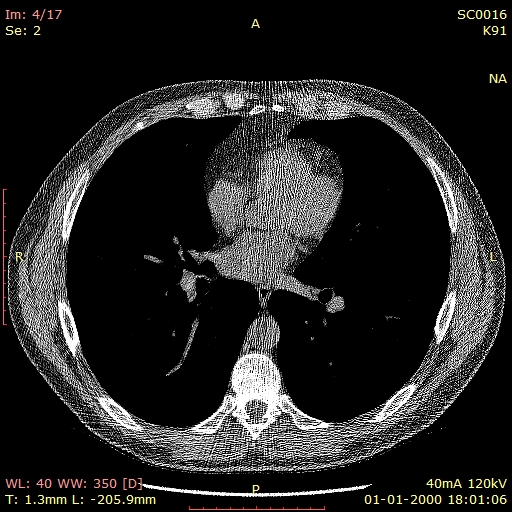 Im: 4/17
Se: 2
A
SC0016
K91
NA
R
L
WL: 40 WW: 350 [D]
T: 1.3mm L: -205.9mm
P
40mA 120kV
01-01-2000 18:01:06